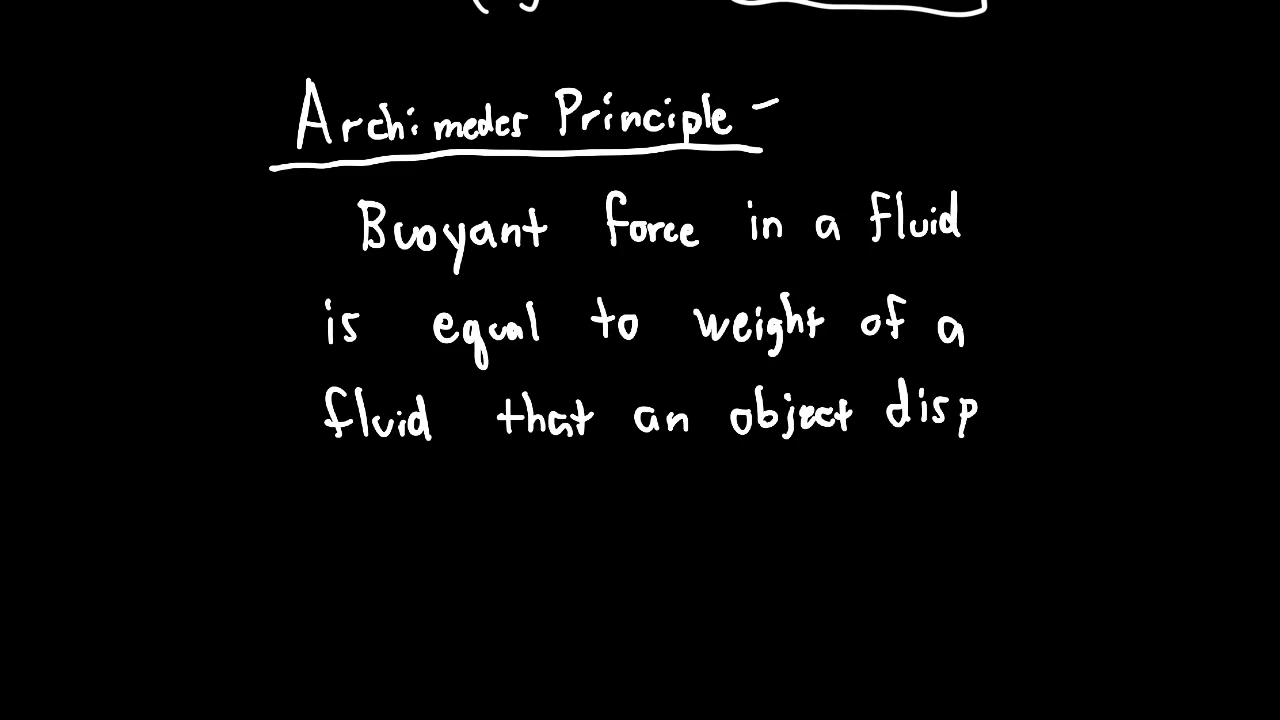 Archimedes Principle -
Buoyant force in a fluid
is equal to weight of a
fluid that an object disp